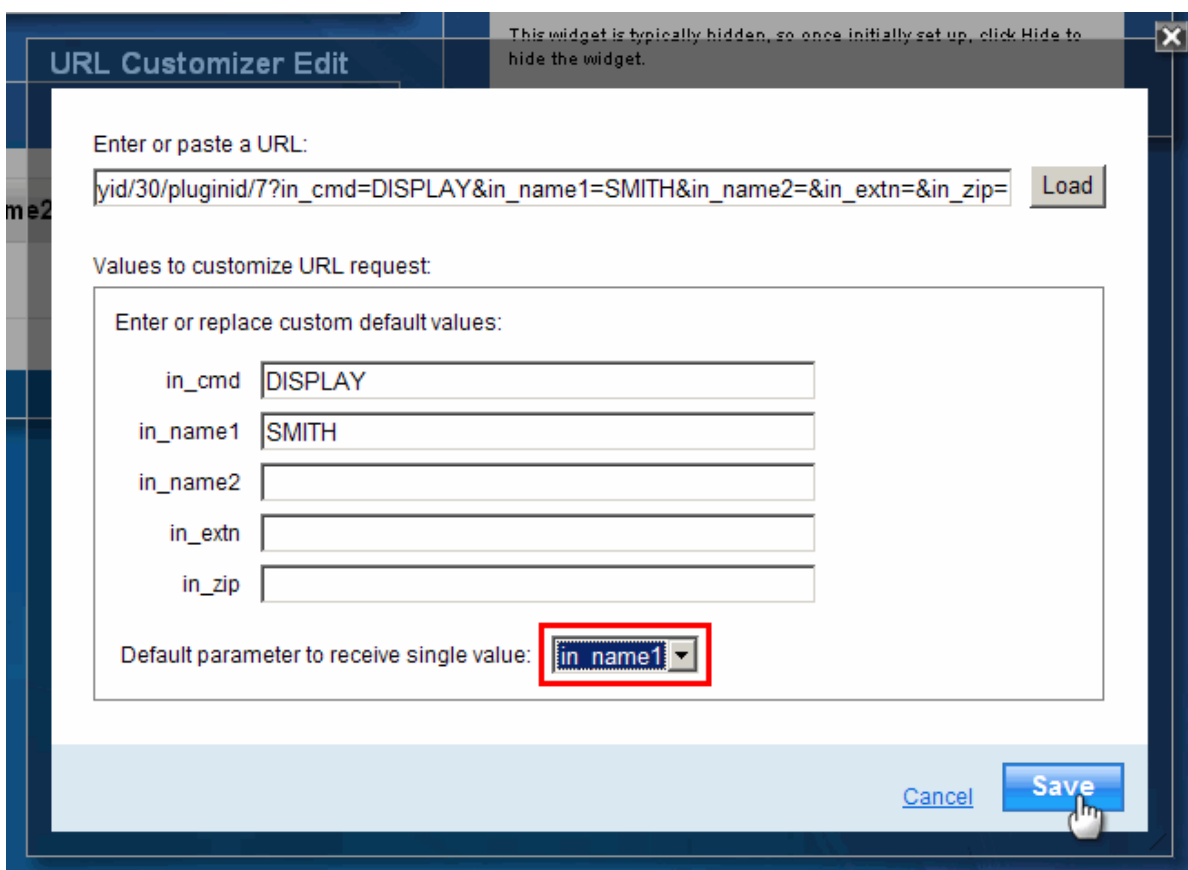 This widget is typically hidden, so once initially set up, click Hide to
hide the widget.
URL Customizer Edit
Enter or paste a URL:
yid/30/pluginid/7?in_cmd=DISPLAY&in_name1=SMITH&in_name2=&in_extn=&in_zip=
Load
me2
Values to customize URL request:
Enter or replace custom default values:
in_cmd DISPLAY
in_name1 SMITH
in_name2
in_extn
in_zip
Default parameter to receive single value: in_name1
Cancel Save